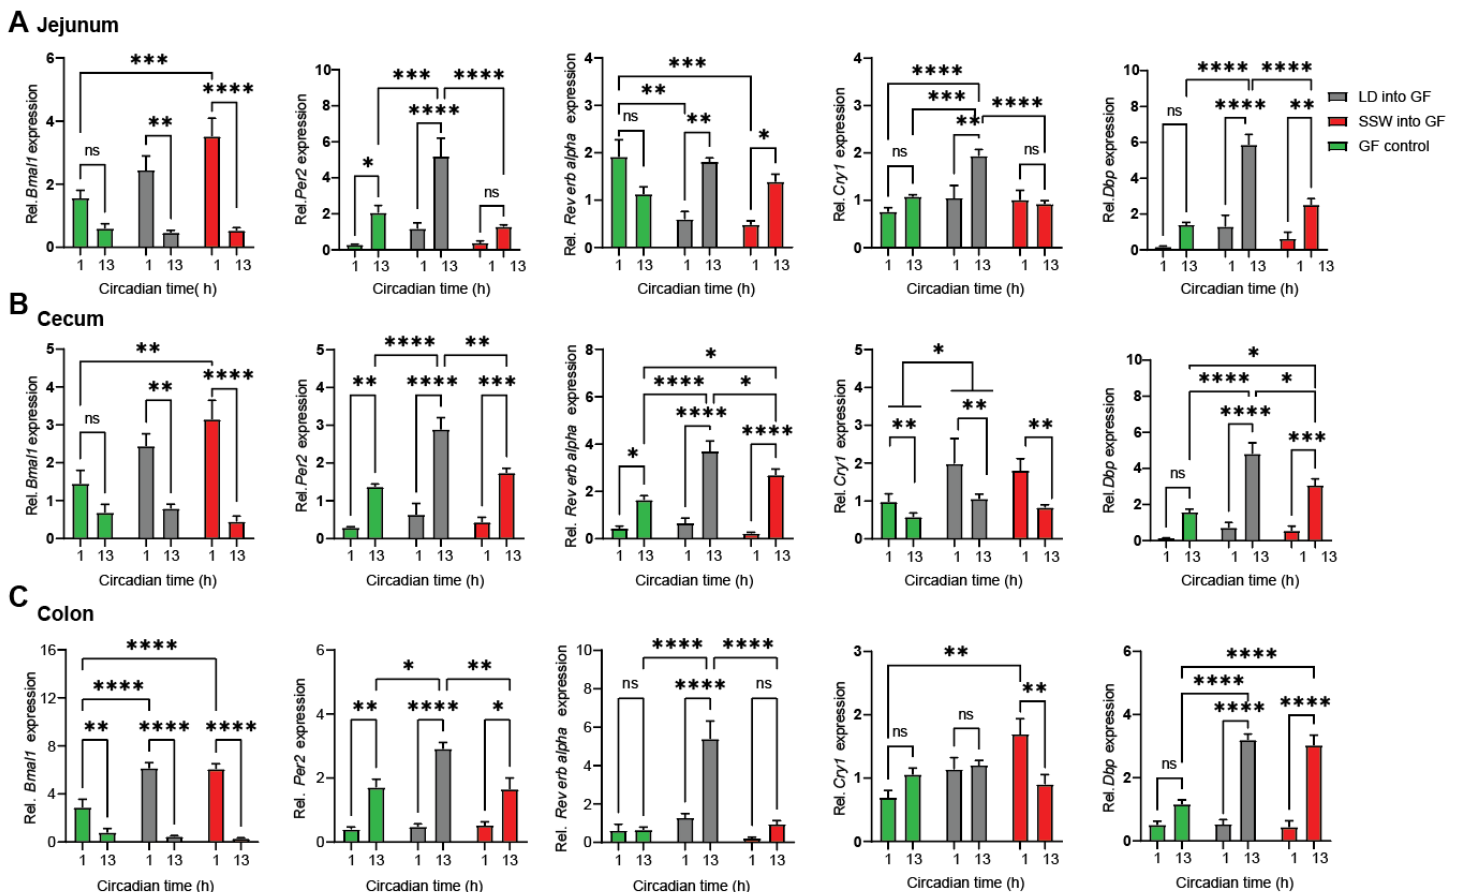 A Jejunum
*** **** ** ns
Rel. Bmal1 expression
6 4 2 0
1 13 1 13 1 13
Circadian time( h)
*** **** **** * ns
Rel. Per2 expression
10 8 6 4 2 0
1 13 1 13 1 13
Circadian time (h)
*** ** ns ** *
Rel. Rev erb alpha expression
4 3 2 1 0
1 13 1 13 1 13
Circadian time (h)
**** *** **** ** ns ns
Rel. Cry1 expression
4 3 2 1 0
1 13 1 13 1 13
Circadian time (h)
**** **** ns **** **
Rel. Dbp expression
10 8 6 4 2 0
1 13 1 13 1 13
Circadian time (h)
LD into GF
SSW into GF
GF control
B Cecum
** **** ** ns
Rel. Bmal1 expression
5 4 3 2 1 0
1 13 1 13 1 13
Circadian time (h)
**** ** ** **** ***
Rel. Per2 expression
5 4 3 2 1 0
1 13 1 13 1 13
Circadian time (h)
* **** * **** **** *
Rel. Rev erb alpha expression
8 6 4 2 0
1 13 1 13 1 13
Circadian time (h)
* ** ** **
Rel. Cry1 expression
5 4 3 2 1 0
1 13 1 13 1 13
Circadian time (h)
* **** * **** *** ns
Rel. Dbp expression
10 8 6 4 2 0
1 13 1 13 1 13
Circadian time (h)
C Colon
**** **** ** **** ****
Rel. Bmal1 expression
16 12 8 4 0
1 13 1 13 1 13
Circadian time (h)
* ** ** **** *
Rel. Per2 expression
6 4 2 0
1 13 1 13 1 13
Circadian time (h)
**** **** ns **** ns
Rel. Rev erb alpha expression
10 8 6 4 2 0
1 13 1 13 1 13
Circadian time (h)
** ** ns ns
Rel. Cry1 expression
3 2 1 0
1 13 1 13 1 13
Circadian time (h)
**** **** **** **** ns
Rel. Dbp expression
6 4 2 0
1 13 1 13 1 13
Circadian time (h)